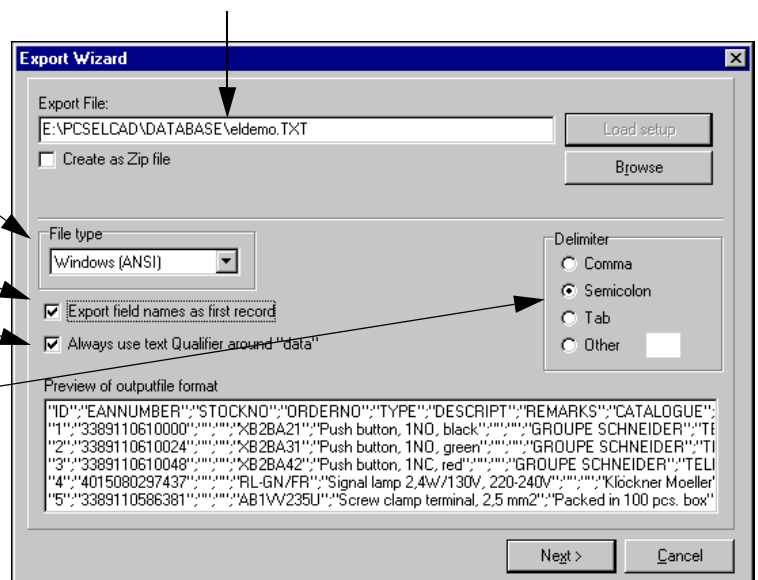 Export Wizard
Export File:
E:\PCSELCAD\DATABASE\eldemo.TXT
Load setup
Create as Zip file
Browse
File type
Windows (ANSI)
Delimiter
Comma
Semicolon
Tab
Other
Export field names as first record
Always use text Qualifier around "data"
Preview of outputfile format
"ID";"EANNUMBER";"STOCKNO";"ORDERNO";"TYPE";"DESCRIPT";"REMARKS";"CATALOGUE";
"1";"3389110610000";"";"";"XB2BA21";"Push button, 1NO, black";"";"";"GROUPE SCHNEIDER";"TE
"2";"3389110610024";"";"";"XB2BA31";"Push button, 1NO, green";"";"";"GROUPE SCHNEIDER";"TI
"3";"3389110610048";"";"";"XB2BA42";"Push button, 1NC, red";"";"";"GROUPE SCHNEIDER";"TELI
"4";"4015080297437";"";"";"RL-GN/FR";"Signal lamp 2,4W/130V, 220-240V";"";"";"Klöckner Moeller"
"5";"3389110586381";"";"";"AB1VV235U";"Screw clamp terminal, 2,5 mm2";"Packed in 100 pcs. box"
Next >
Cancel